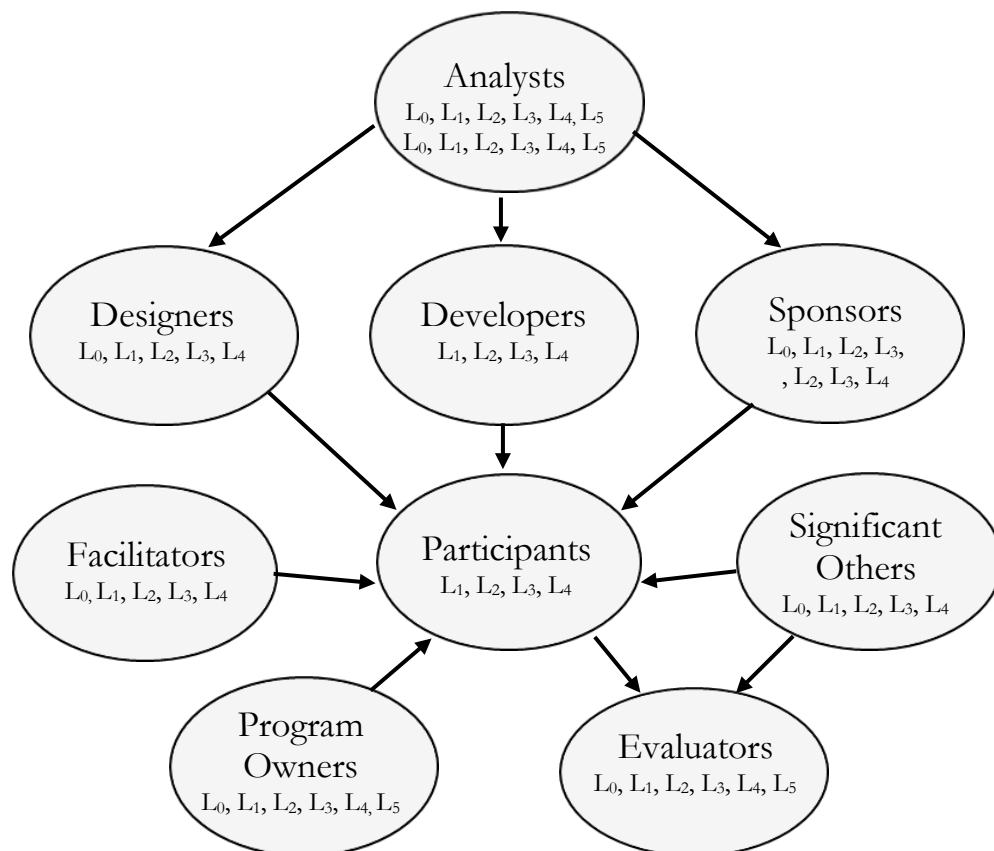 Analysts
L₀, L₁, L₂, L₃, L₄, L₅
L₀, L₁, L₂, L₃, L₄, L₅
Designers
L₀, L₁, L₂, L₃, L₄
Developers
L₁, L₂, L₃, L₄
Sponsors
L₀, L₁, L₂, L₃,
, L₂, L₃, L₄
Facilitators
L₀, L₁, L₂, L₃, L₄
Participants
L₁, L₂, L₃, L₄
Significant
Others
L₀, L₁, L₂, L₃, L₄
Program
Owners
L₀, L₁, L₂, L₃, L₄, L₅
Evaluators
L₀, L₁, L₂, L₃, L₄, L₅